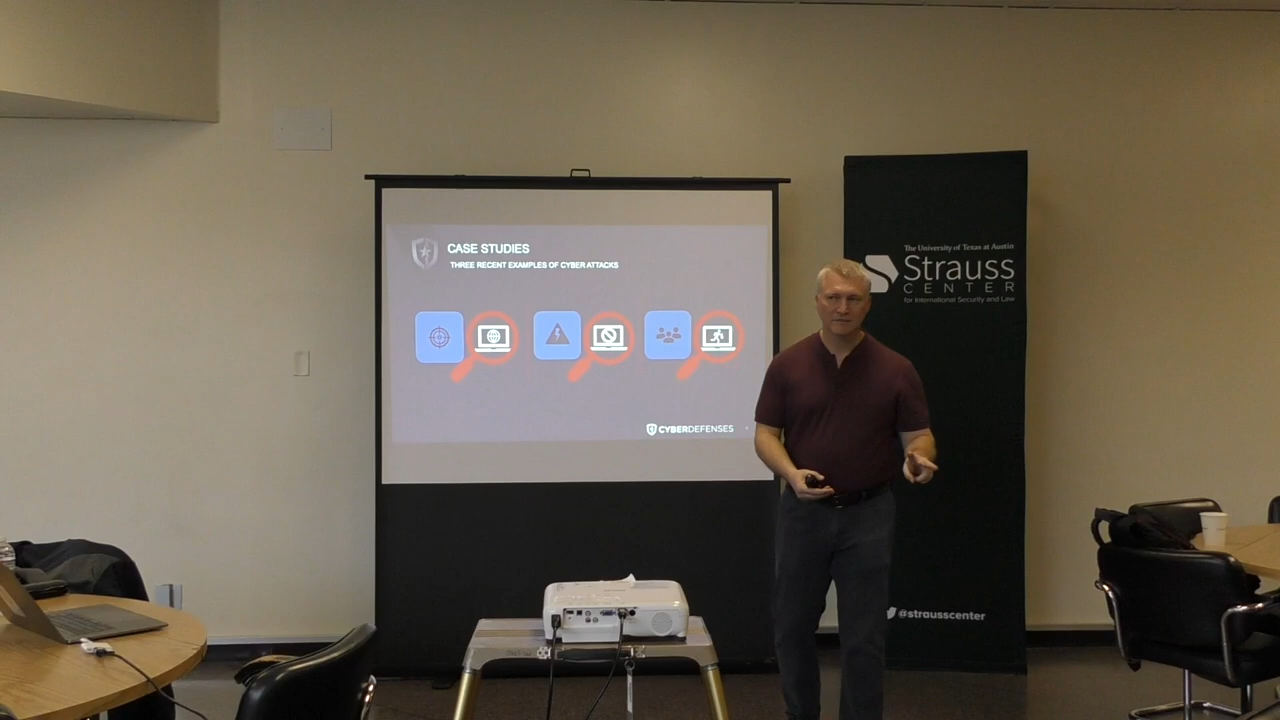 CASE STUDIES
THREE RECENT EXAMPLES OF CYBER ATTACKS
CYBERDEFENSES
The University of Texas at Austin
Strauss
CENTER
for International Security and Law
@strausscenter